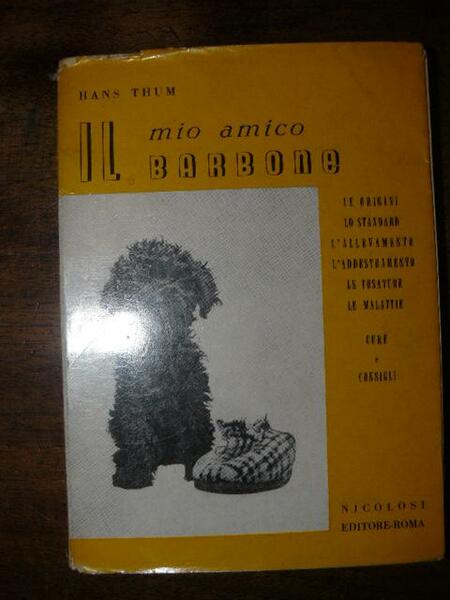 HANS THUM
IL mio amico
BARBONE
LE ORIGINI
LO STANDARD
L'ALLEVAMENTO
L'ADDESTRAMENTO
LE TOSATURE
LE MALATTIE
CURE
e
CONSIGLI
NICOLOSI
EDITORE-ROMA